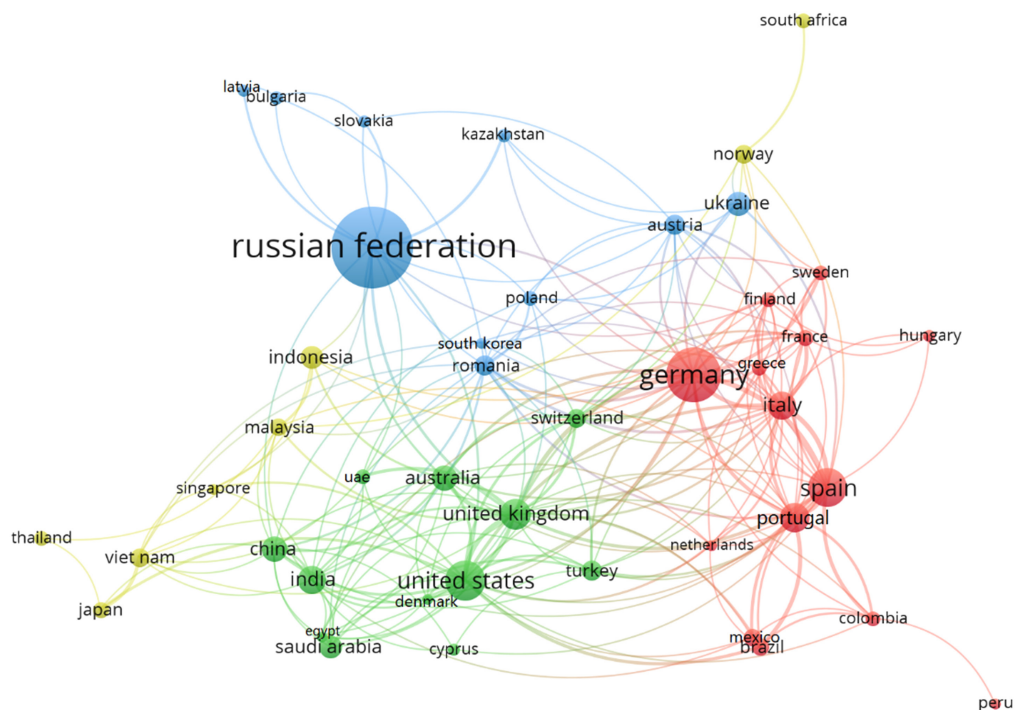 south africa
latvia
bulgaria
slovakia
kazakhstan
norway
ukraine
austria
russian federation
sweden
poland
finland
south korea
france
hungary
indonesia
romania
greece
germany
italy
switzerland
malaysia
uae
australia
singapore
spain
united kingdom
portugal
thailand
china
netherlands
viet nam
turkey
india
united states
denmark
japan
colombia
egypt
mexico
saudi arabia
cyprus
brazil
peru